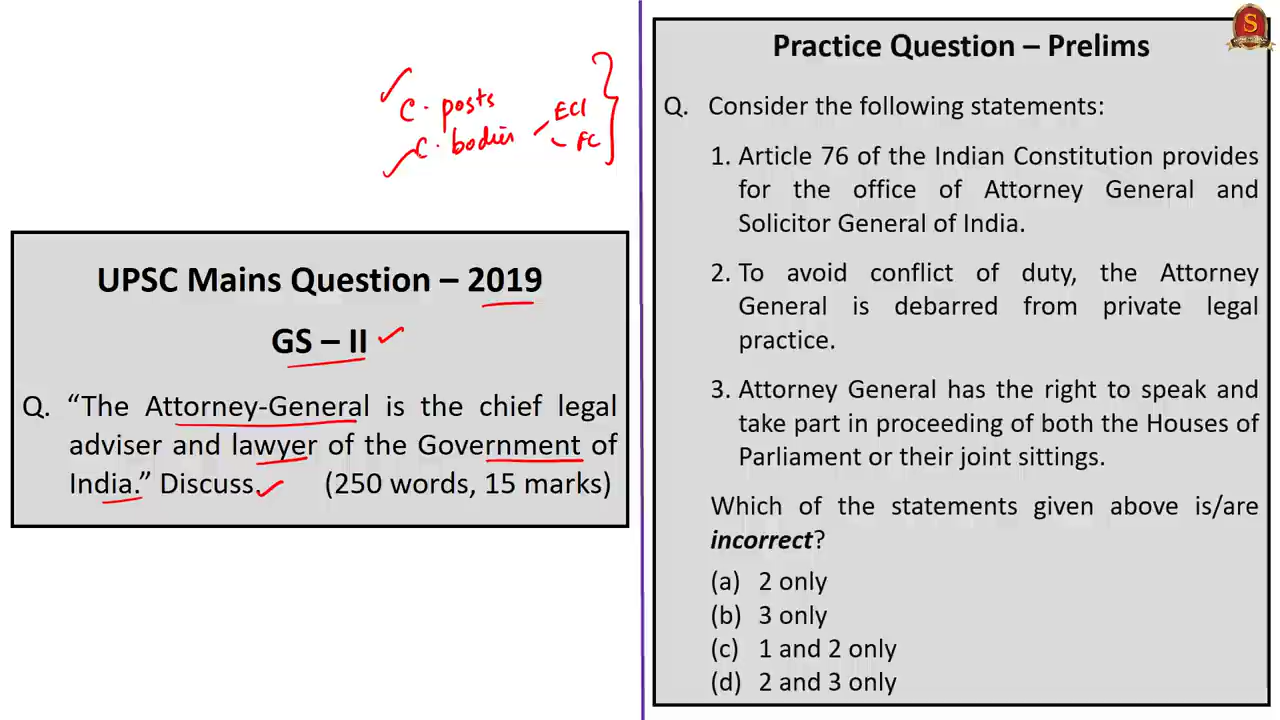 C. posts
C. bodies
ECI
FC
UPSC Mains Question – 2019
GS – II
Q. “The Attorney-General is the chief legal
adviser and lawyer of the Government of
India.” Discuss. (250 words, 15 marks)
S
Practice Question – Prelims
Q. Consider the following statements:
1. Article 76 of the Indian Constitution provides
for the office of Attorney General and
Solicitor General of India.
2. To avoid conflict of duty, the Attorney
General is debarred from private legal
practice.
3. Attorney General has the right to speak and
take part in proceeding of both the Houses of
Parliament or their joint sittings.
Which of the statements given above is/are
incorrect?
(a) 2 only
(b) 3 only
(c) 1 and 2 only
(d) 2 and 3 only